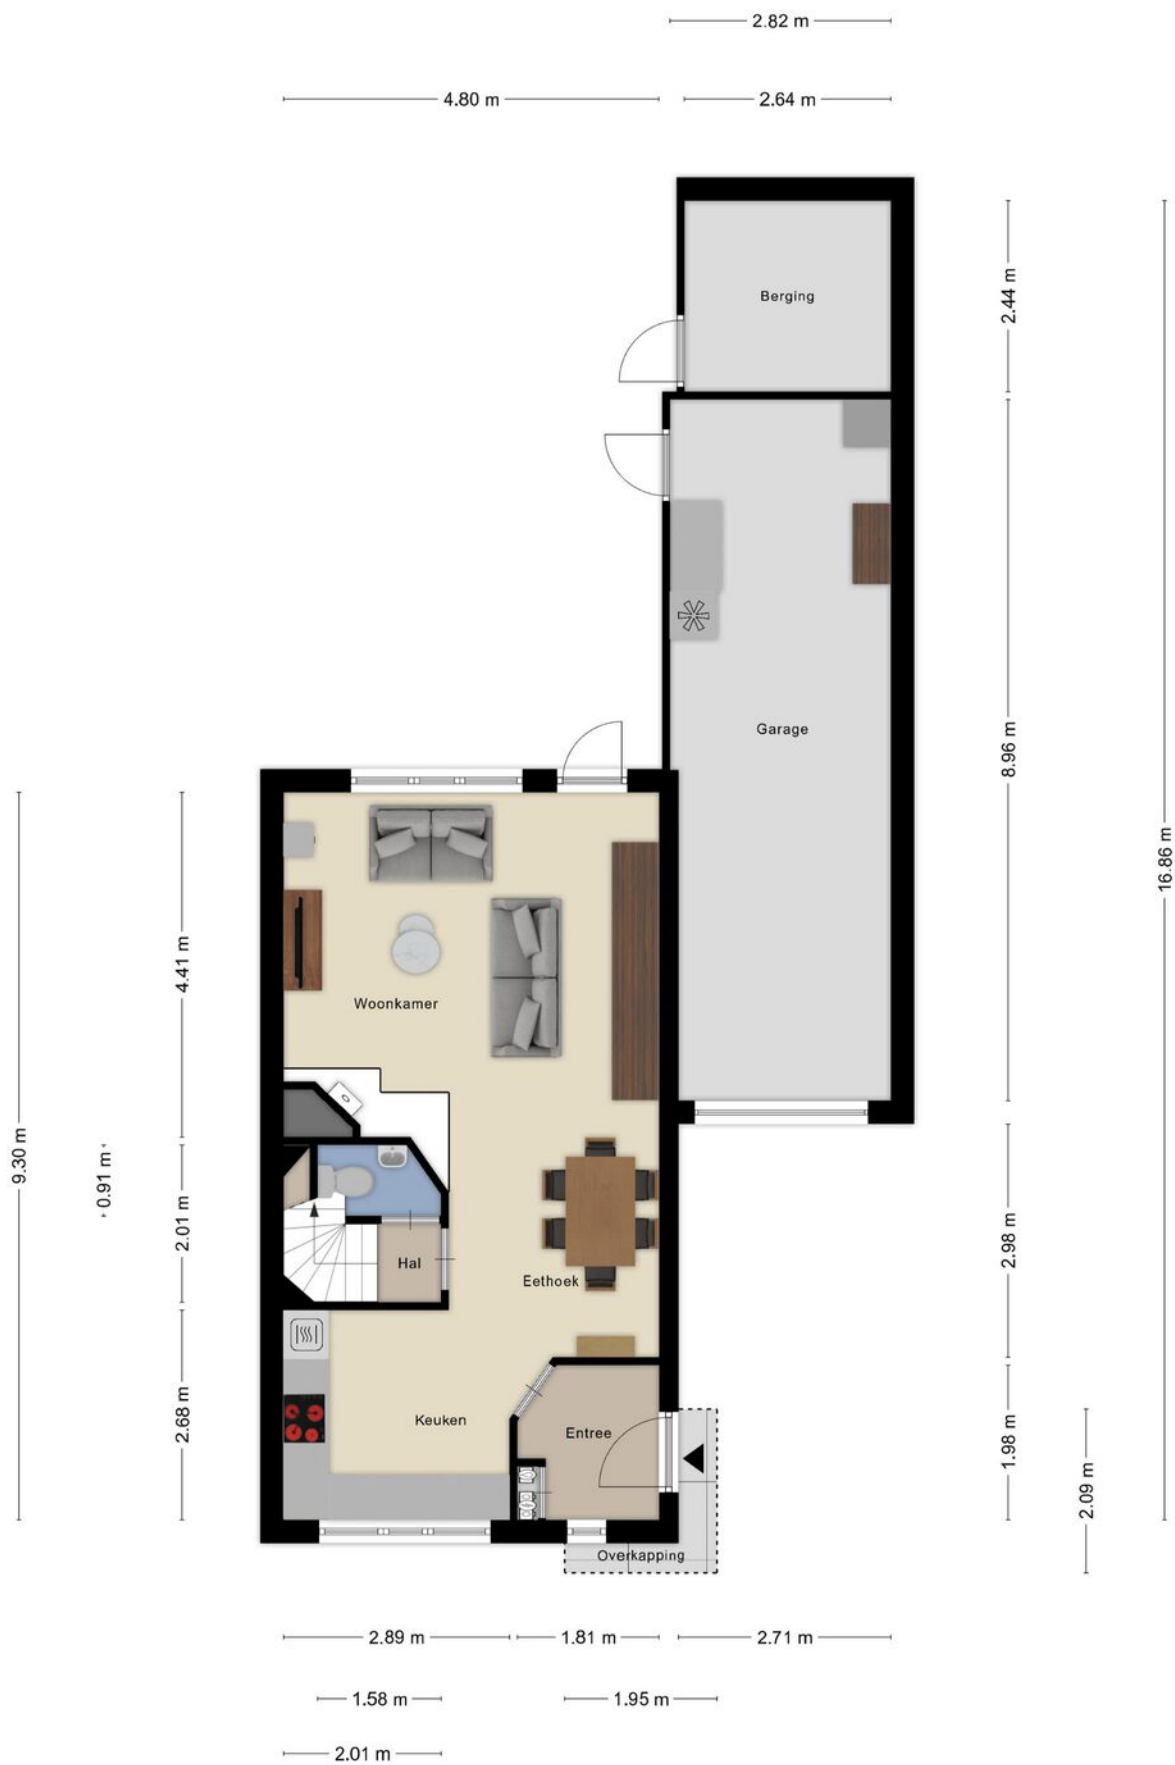 2.82 m
4.80 m
2.64 m
Berging
2.44 m
Garage
8.96 m
16.86 m
4.41 m
Woonkamer
9.30 m
0.91 m
2.01 m
Hal
Eethoek
2.98 m
Keuken
Entree
2.68 m
1.98 m
2.09 m
Overkapping
2.89 m
1.81 m
2.71 m
1.58 m
1.95 m
2.01 m